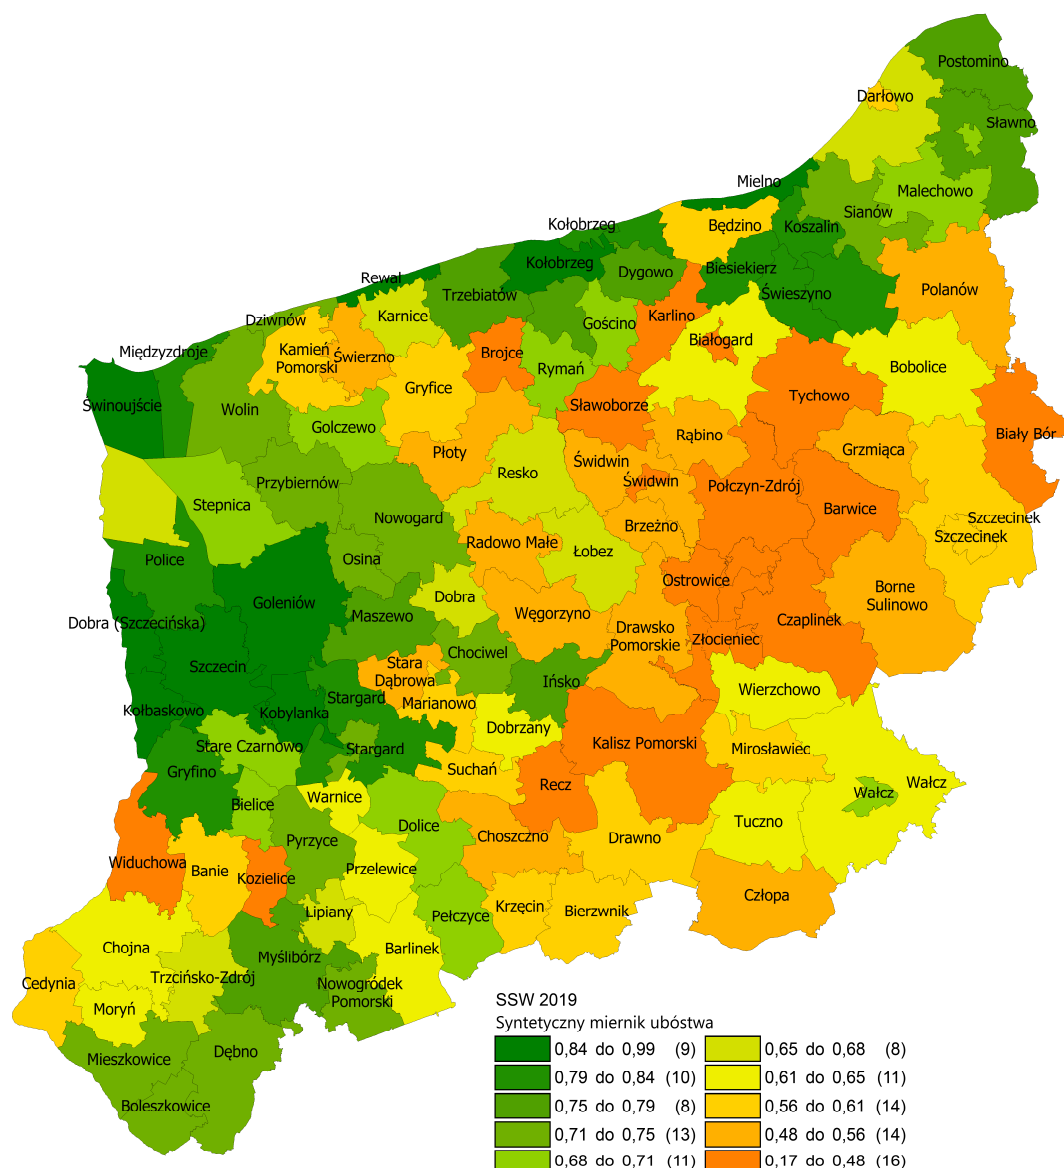 Postomino
Darłowo
Sławno
Mielno
Malechowo
Sianów
Kołobrzeg
Będzino
Koszalin
Kołobrzeg
Dygowo
Biesiekierz
Rewal
Trzebiatów
Świeszyno
Polanów
Dziwnów
Karnice
Gościno
Karlino
Międzyzdroje
Kamień
Pomorski
Świerzno
Brojce
Rymań
Białogard
Bobolice
Gryfice
Tychowo
Świnoujście
Wolin
Sławoborze
Golczewo
Rąbino
Biały Bór
Płoty
Świdwin
Grzmiąca
Resko
Świdwin
Połczyn-Zdrój
Przybiernów
Stepnica
Barwice
Szczecinek
Nowogard
Brzeżno
Szczecinek
Radowo Małe
Łobez
Police
Osina
Ostrowice
Borne
Sulinowo
Goleniów
Dobra
Maszewo
Węgorzyno
Czaplinek
Dobra (Szczecińska)
Drawsko
Pomorskie
Złocieniec
Chociwel
Szczecin
Stara
Dąbrowa
Ińsko
Wierzchowo
Stargard
Marianowo
Kołbaskowo
Kobylanka
Dobrzany
Stare Czarnowo
Stargard
Kalisz Pomorski
Mirosławiec
Gryfino
Suchań
Recz
Wałcz
Wałcz
Warnice
Bielice
Dolice
Tuczno
Pyrzyce
Choszczno
Drawno
Widuchowa
Banie
Kozielice
Przelewice
Człopa
Lipiany
Pełczyce
Krzęcin
Bierzwnik
Chojna
Barlinek
Cedynia
Trzcińsko-Zdrój
Myślibórz
Nowogródek
Pomorski
Moryń
Mieszkowice
Dębno
Boleszkowice
SSW 2019
Syntetyczny miernik ubóstwa
0,84 do 0,99 (9)
0,79 do 0,84 (10)
0,75 do 0,79 (8)
0,71 do 0,75 (13)
0,68 do 0,71 (11)
0,65 do 0,68 (8)
0,61 do 0,65 (11)
0,56 do 0,61 (14)
0,48 do 0,56 (14)
0,17 do 0,48 (16)